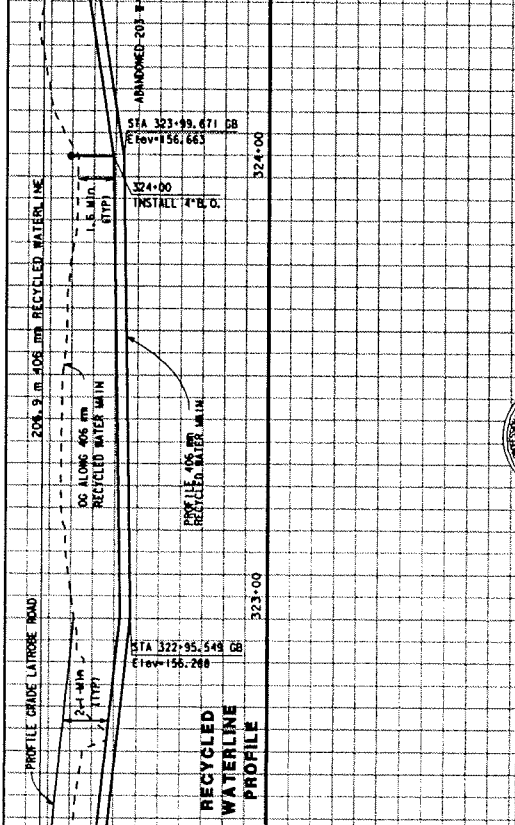 PROFILE GRADE LATROBE ROAD
206.9 m 406 mm RECYCLED WATERLINE
2.1 Min
(TYP)
OG ALONG 406 mm
RECYCLED WATER MAIN
1.6 Min
(TYP)
ABANDONED 203
STA 323+99.671 GB
Elev=156.663
324+00
INSTALL 4"B.O.
PROFILE 406 mm
RECYCLED WATER MAIN
STA 322+95.549 GB
Elev=156.288
RECYCLED
WATERLINE
PROFILE
323+00
324+00